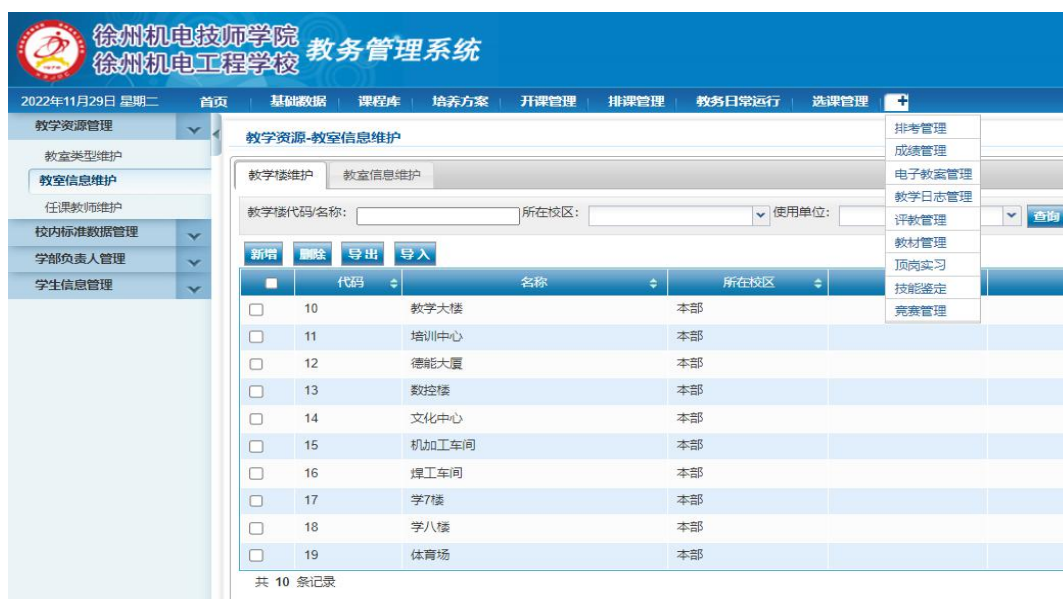 徐州机电技师学院
徐州机电工程学校
教务管理系统
2022年11月29日 星期二 首页 基础数据 课程库 培养方案 开课管理 排课管理 教务日常运行 选课管理
排考管理
成绩管理
电子教案管理
教学日志管理
评教管理
教材管理
顶岗实习
技能鉴定
竞赛管理
教学资源管理
教室类型维护
教室信息维护
任课教师维护
校内标准数据管理
学部负责人管理
学生信息管理
教学资源-教室信息维护
教学楼维护 教室信息维护
教学楼代码/名称: 所在校区: 使用单位: 查询
新增 删除 导出 导入
代码 名称 所在校区
10 教学大楼 本部
11 培训中心 本部
12 德能大厦 本部
13 数控楼 本部
14 文化中心 本部
15 机加工车间 本部
16 焊工车间 本部
17 学7楼 本部
18 学八楼 本部
19 体育场 本部
共 10 条记录